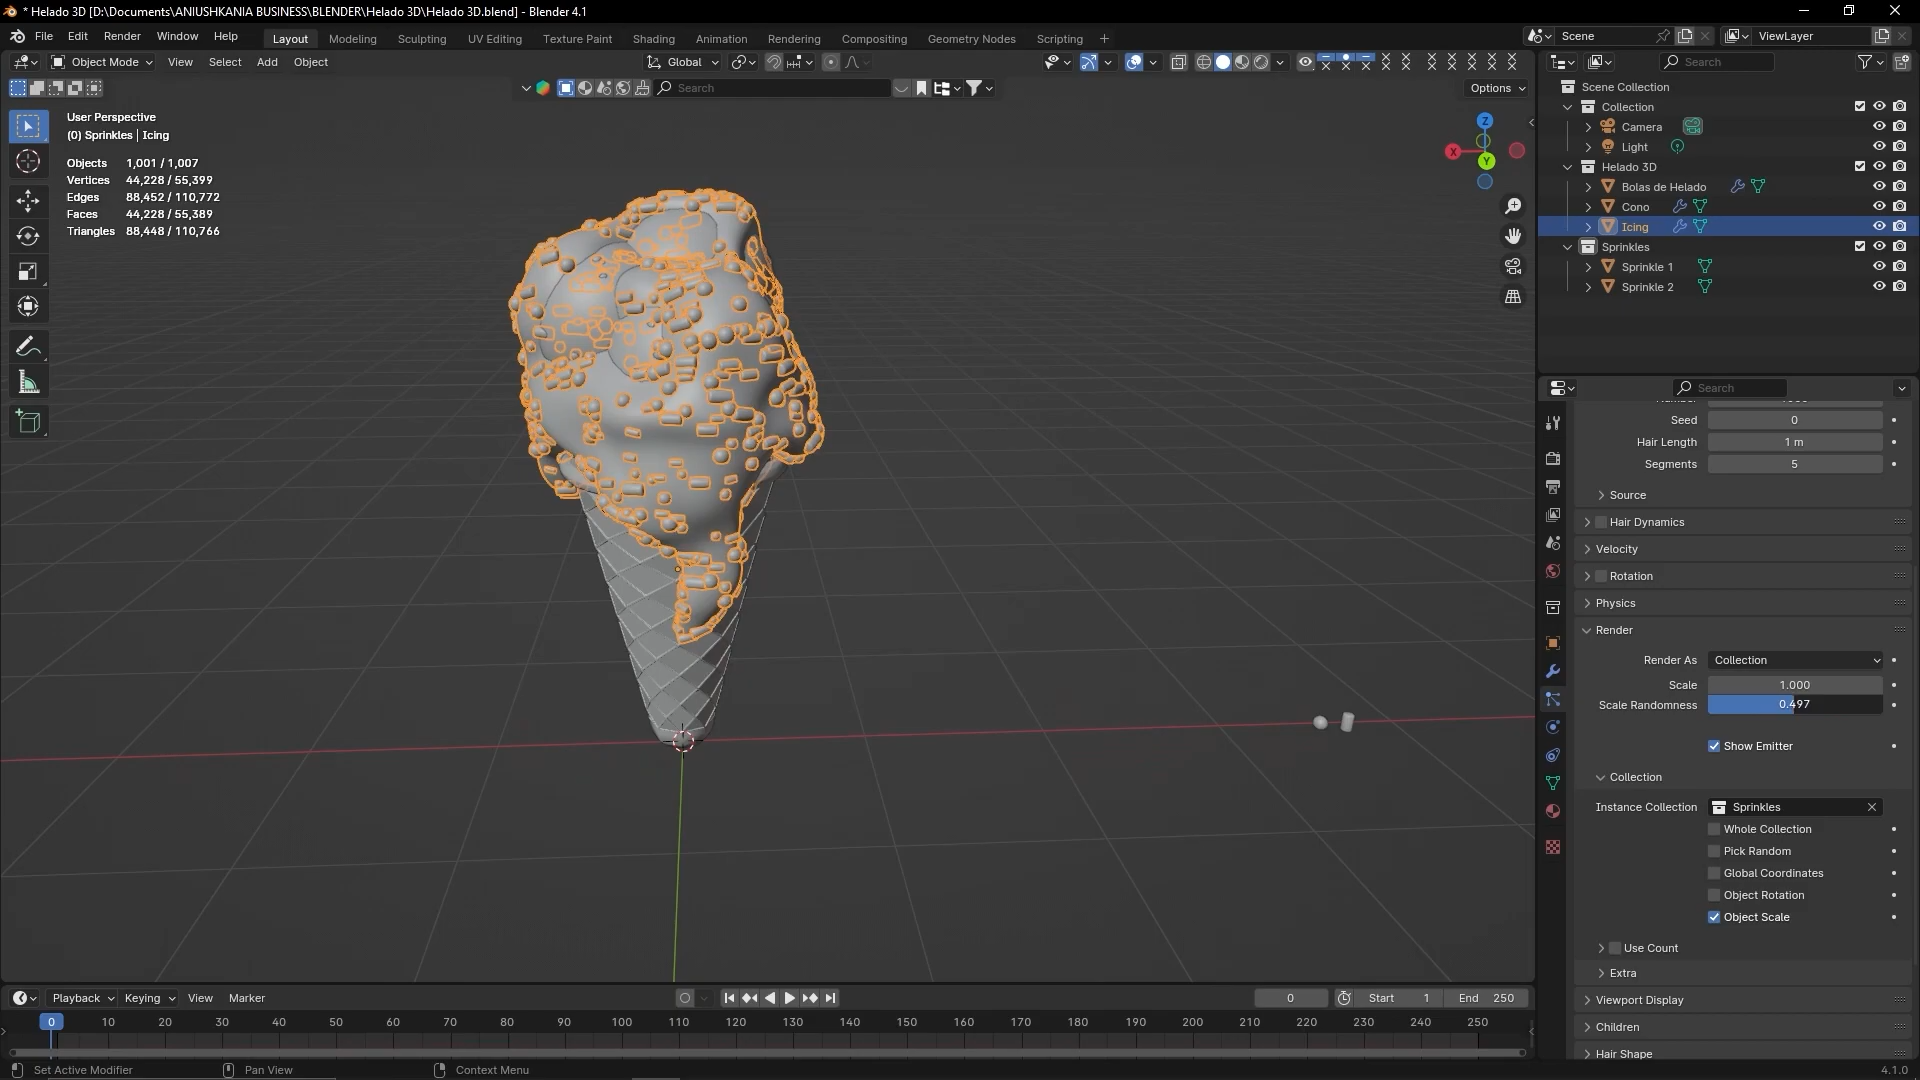 * Helado 3D [D:\Documents\ANIUSHKANIA BUSINESS\BLENDER\Helado 3D\Helado 3D.blend] - Blender 4.1
File Edit Render Window Help Layout Modeling Sculpting UV Editing Texture Paint Shading Animation Rendering Compositing Geometry Nodes Scripting + Scene ViewLayer
Object Mode View Select Add Object Global Search
Search Options
User Perspective
(0) Sprinkles | Icing
Objects 1,001 / 1,007
Vertices 44,228 / 55,399
Edges 88,452 / 110,772
Faces 44,228 / 55,389
Triangles 88,448 / 110,766
Z
X
Y
Scene Collection
Collection
Camera
Light
Helado 3D
Bolas de Helado
Cono
Icing
Sprinkles
Sprinkle 1
Sprinkle 2
Search
Seed 0
Hair Length 1 m
Segments 5
Source
Hair Dynamics
Velocity
Rotation
Physics
Render
Render As Collection
Scale 1.000
Scale Randomness 0.497
Show Emitter
Collection
Instance Collection Sprinkles
Whole Collection
Pick Random
Global Coordinates
Object Rotation
Object Scale
Use Count
Extra
Viewport Display
Children
Hair Shape
Playback Keying View Marker 0 Start 1 End 250
0 10 20 30 40 50 60 70 80 90 100 110 120 130 140 150 160 170 180 190 200 210 220 230 240 250
Set Active Modifier Pan View Context Menu 4.1.0